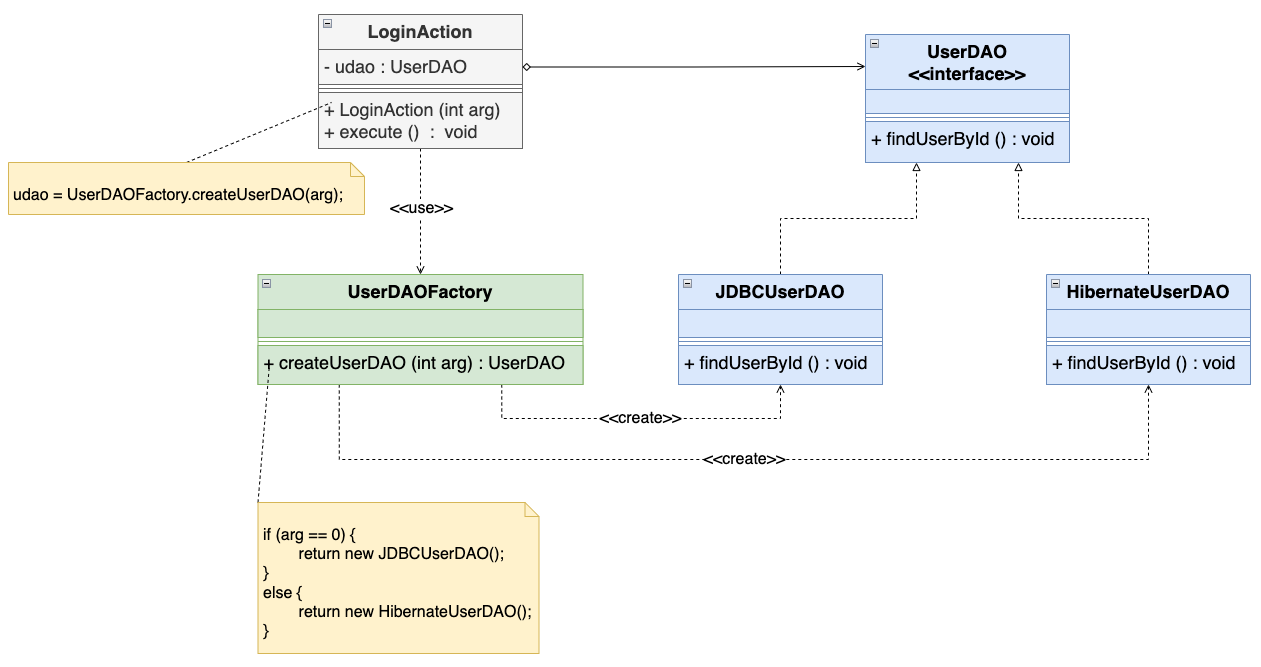 LoginAction
- udao : UserDAO
+ LoginAction (int arg)
+ execute () : void
UserDAO
<<interface>>
+ findUserById () : void
udao = UserDAOFactory.createUserDAO(arg);
<<use>>
UserDAOFactory
+ createUserDAO (int arg) : UserDAO
JDBCUserDAO
+ findUserById () : void
HibernateUserDAO
+ findUserById () : void
<<create>>
<<create>>
if (arg == 0) {
return new JDBCUserDAO();
}
else {
return new HibernateUserDAO();
}